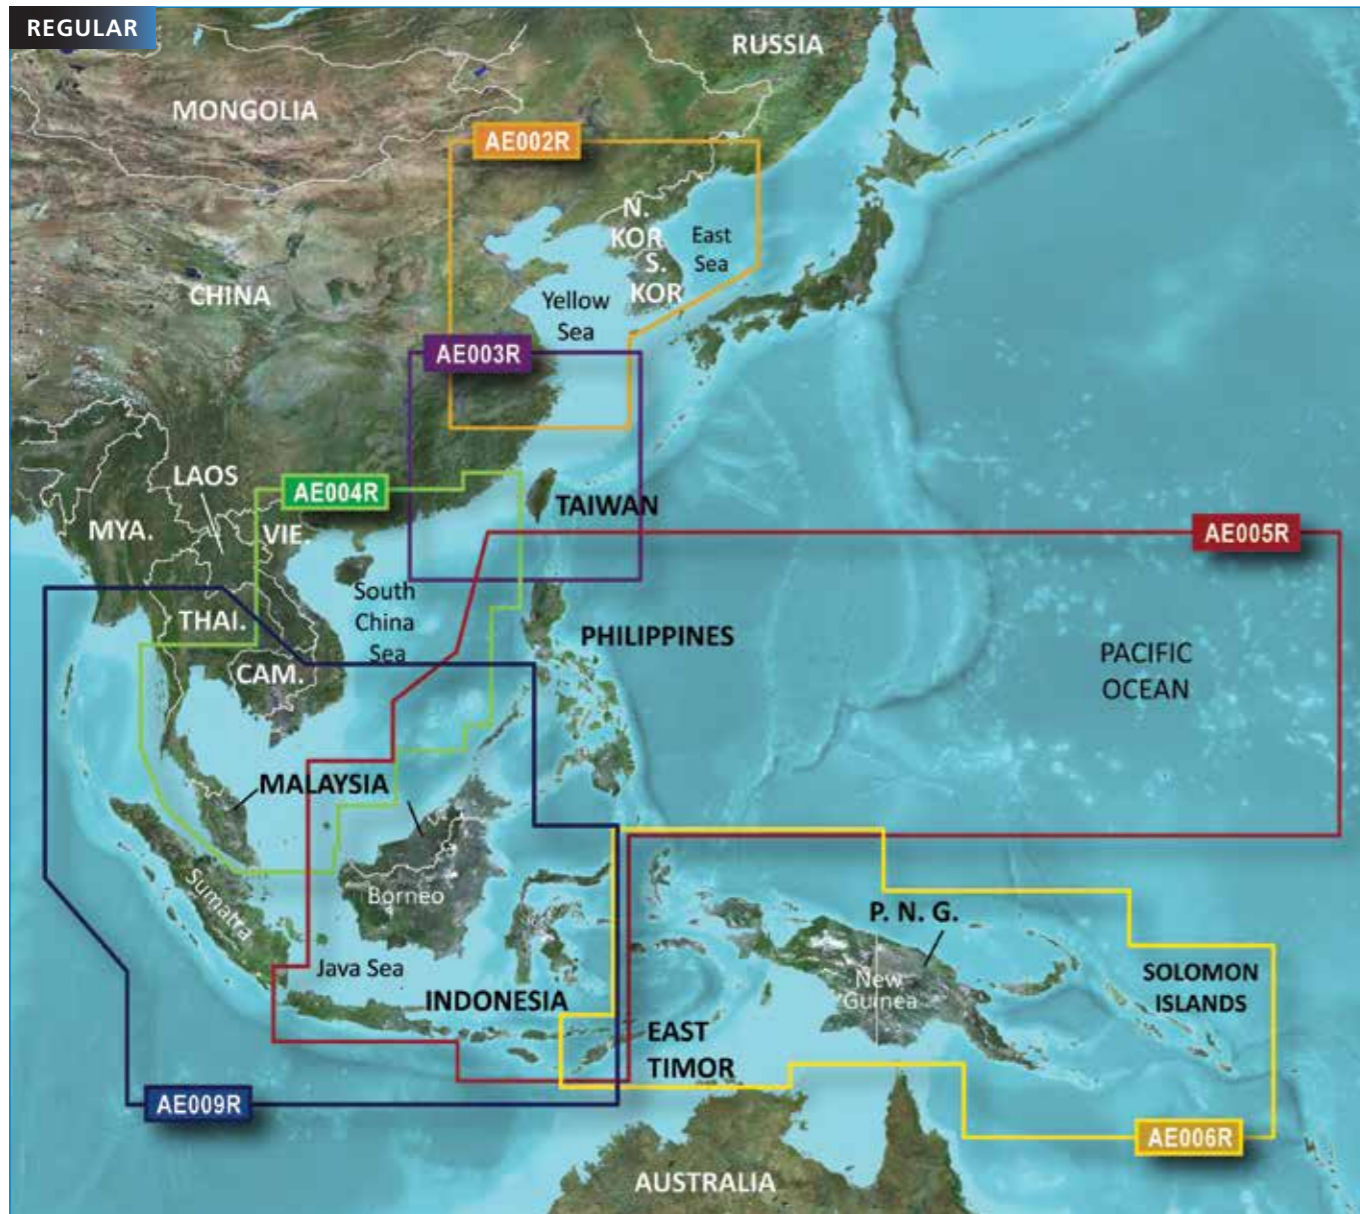 REGULAR
RUSSIA
MONGOLIA
AE002R
N.
KOR
S.
KOR
East
Sea
CHINA
Yellow
Sea
AE003R
LAOS
AE004R
TAIWAN
MYA.
VIE.
AE005R
South
China
Sea
THAI.
PHILIPPINES
CAM.
PACIFIC
OCEAN
MALAYSIA
Borneo
Sumatra
P. N. G.
Java Sea
New
Guinea
SOLOMON
ISLANDS
INDONESIA
EAST
TIMOR
AE009R
AE006R
AUSTRALIA